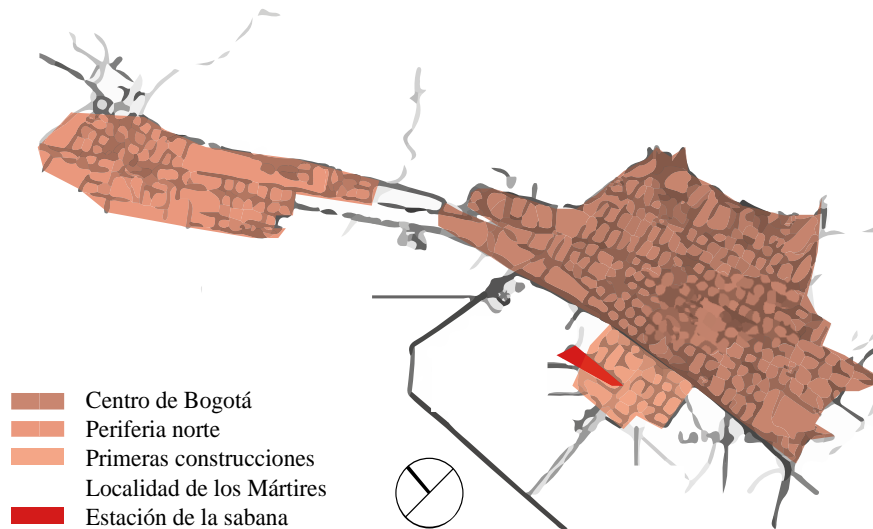 Centro de Bogotá
Periferia norte
Primeras construcciones
Localidad de los Mártires
Estación de la sabana